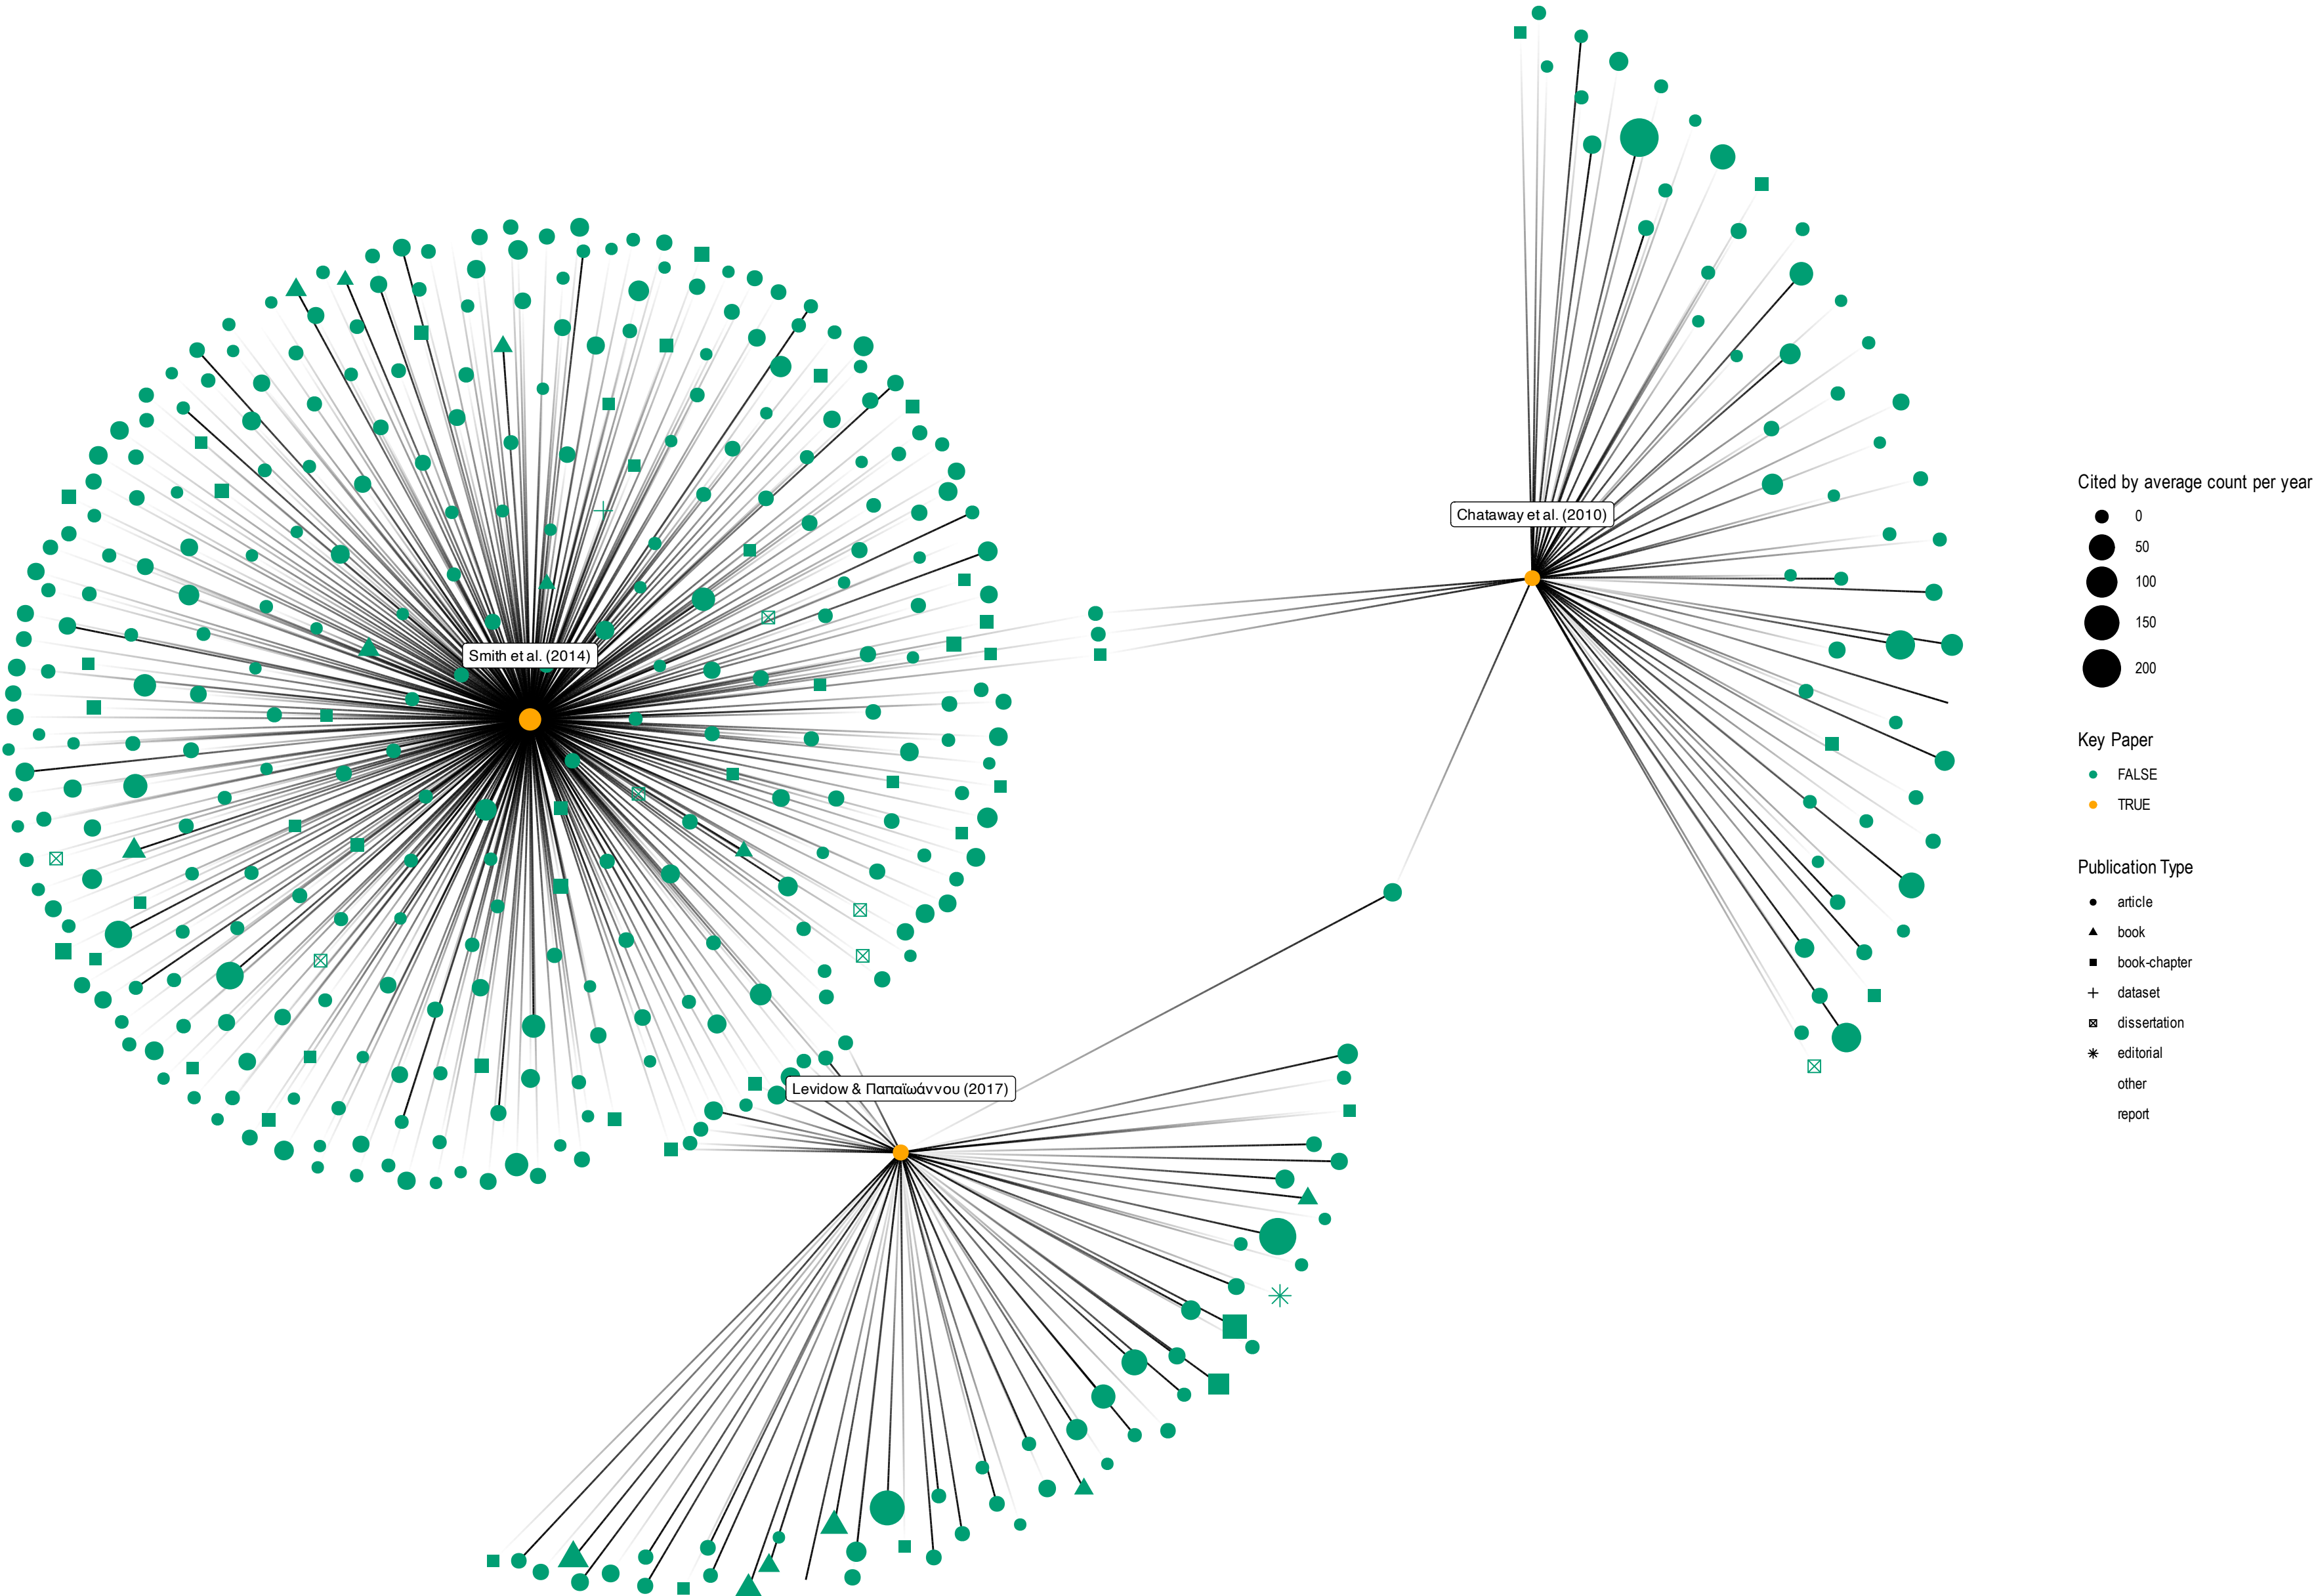 Chataway et al. (2010)
Smith et al. (2014)
Levidow & Παπαϊωάννου (2017)
Cited by average count per year
0
50
100
150
200
Key Paper
FALSE
TRUE
Publication Type
article
book
book-chapter
dataset
dissertation
editorial
other
report